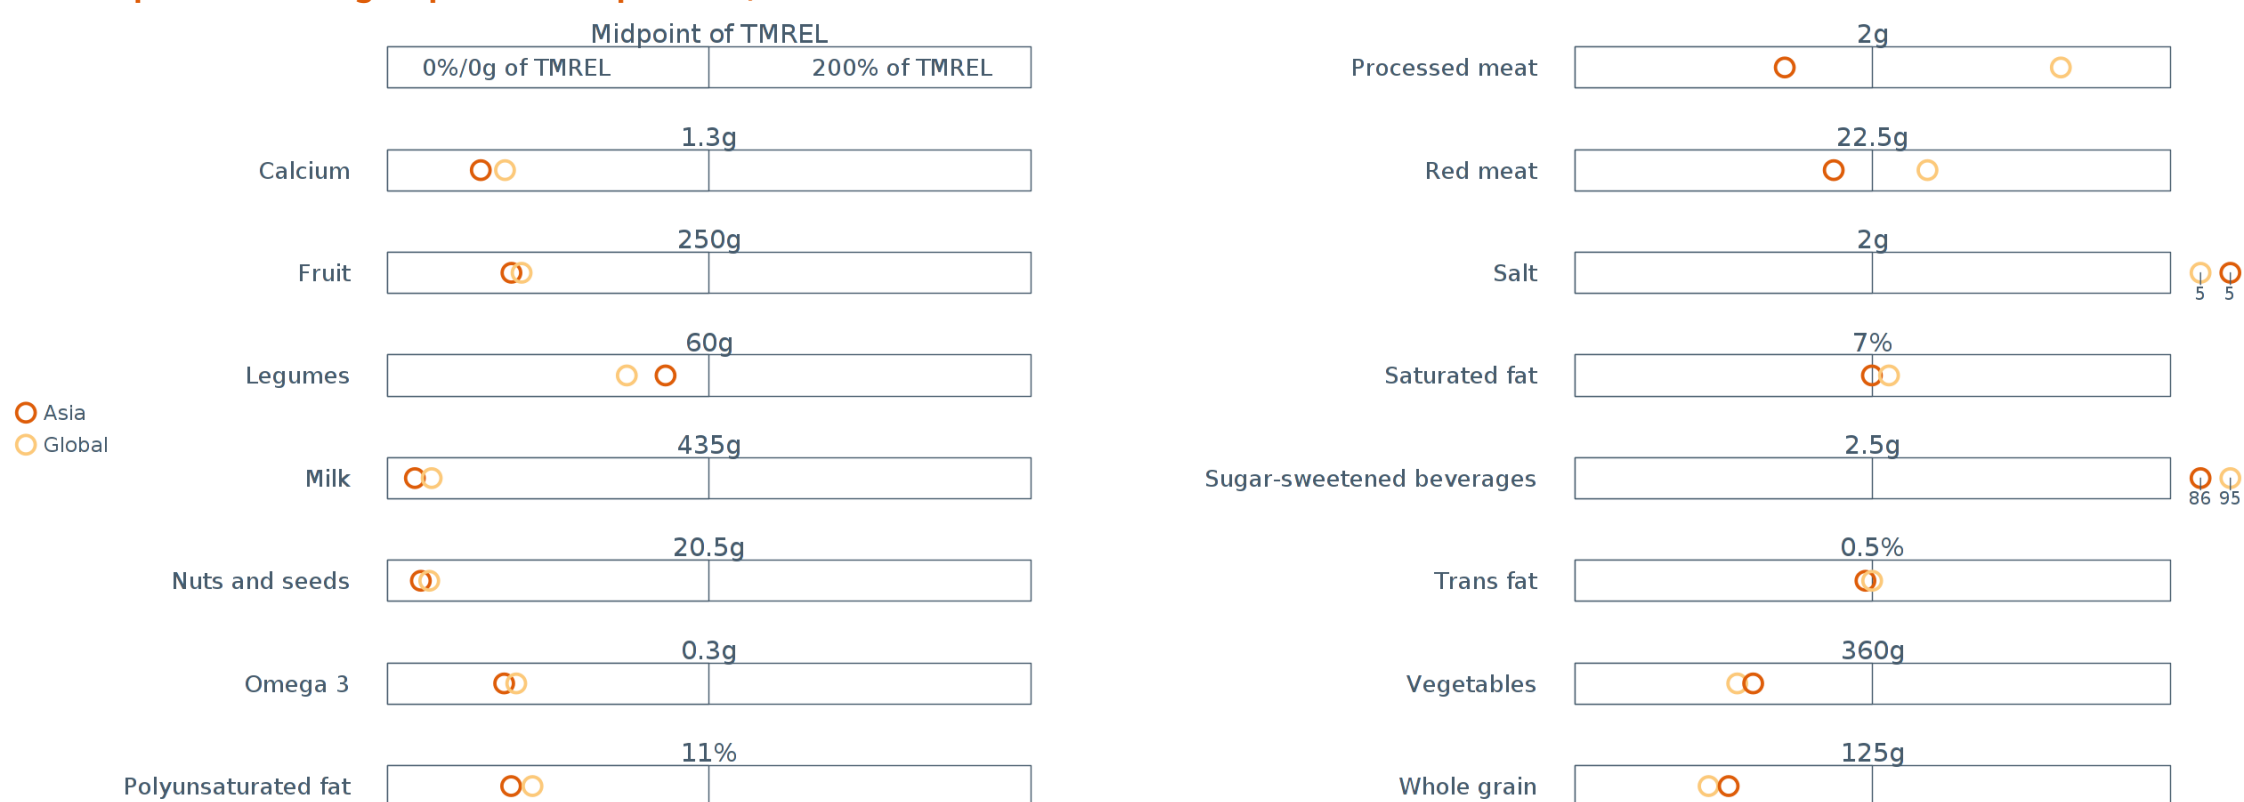 Midpoint of TMREL
0%/0g of TMREL
200% of TMREL
Calcium
1.3g
Fruit
250g
Legumes
60g
Asia
Global
Milk
435g
Nuts and seeds
20.5g
Omega 3
0.3g
Polyunsaturated fat
11%
Processed meat
2g
Red meat
22.5g
Salt
2g
5 5
Saturated fat
7%
Sugar-sweetened beverages
2.5g
86 95
Trans fat
0.5%
Vegetables
360g
Whole grain
125g